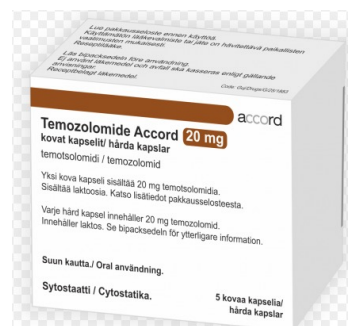 Lue pakkausseloste ennen käyttöä.
Käyttämätön lääkevalmiste tai jäte on hävitettävä paikallisten
vaatimusten mukaisesti.
Reseptilääke.
Läs bipacksedeln före användning.
Ej använt läkemedel och avfall ska kasseras enligt gällande
anvisningar.
Receptbelagt läkemedel.
accord
Temozolomide Accord 20 mg
kovat kapselit/ hårda kapslar
temotsolomidi / temozolomid
Yksi kova kapseli sisältää 20 mg temotsolomidia.
Sisältää laktoosia. Katso lisätiedot pakkausselosteesta.
Varje hård kapsel innehåller 20 mg temozolomid.
Innehåller laktos. Se bipacksedeln för ytterligare information.
Suun kautta./ Oral användning.
Sytostaatti / Cytostatika.
5 kovaa kapselia/
hårda kapslar